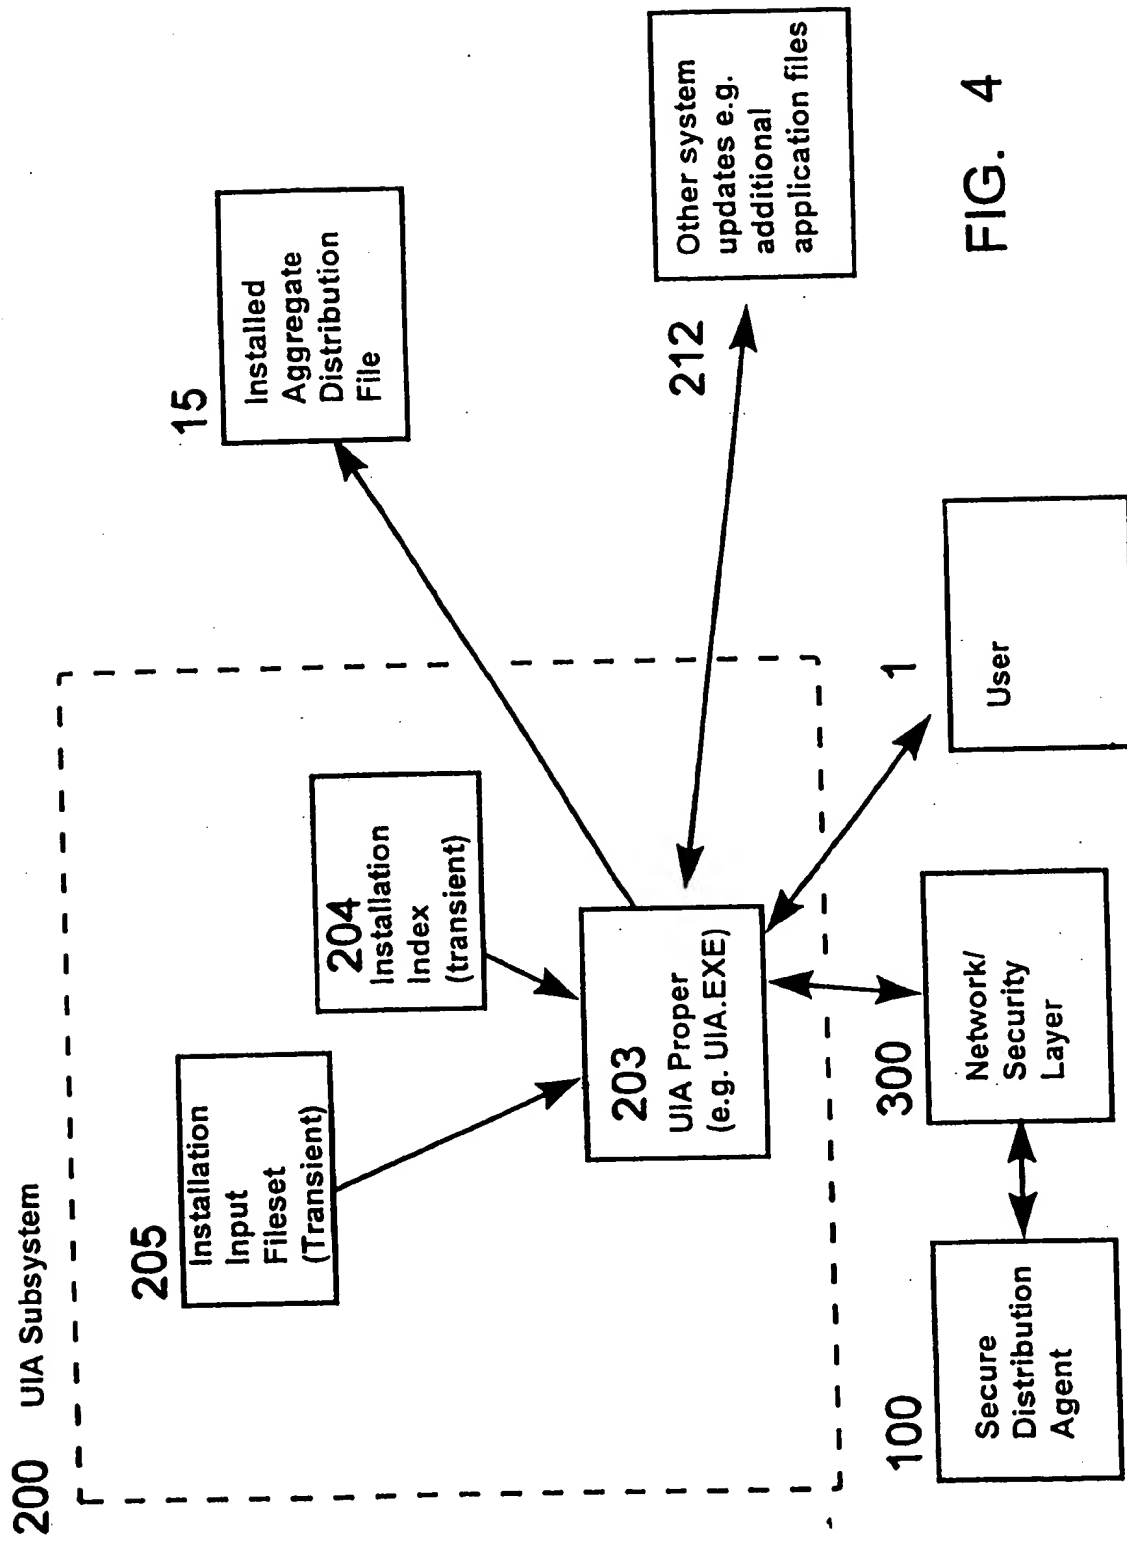 200 UIA Subsystem
205
Installation
Input
Fileset
(Transient)
204
Installation
Index
(transient)
15
Installed
Aggregate
Distribution
File
203
UIA Proper
(e.g. UIA.EXE)
212
Other system
updates e.g.
additional
application files
100
Secure
Distribution
Agent
300
Network/
Security
Layer
1
User
FIG. 4